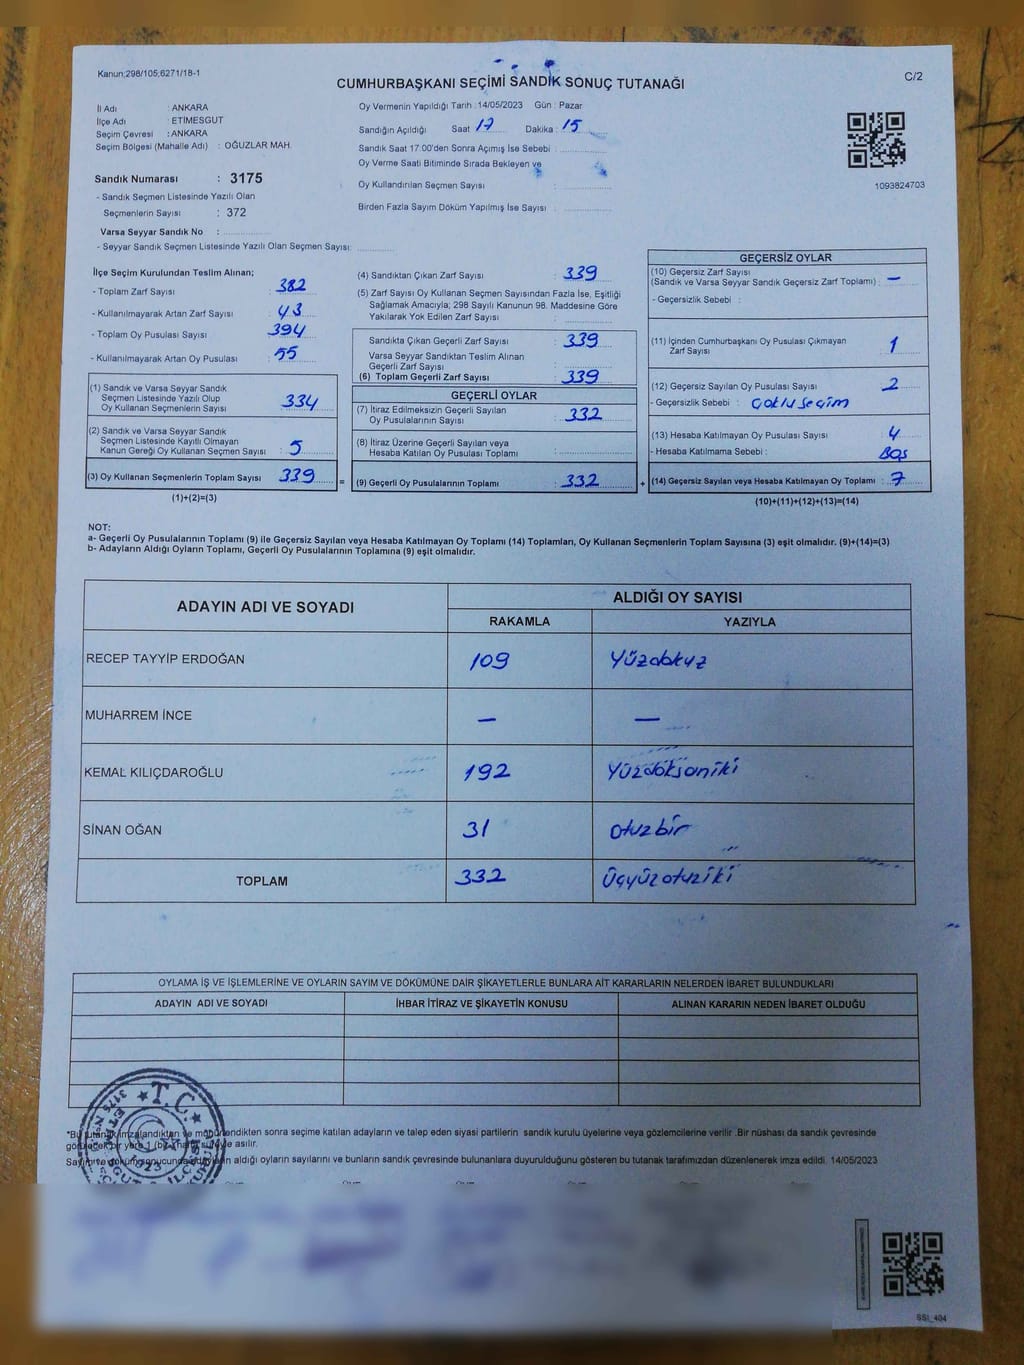 Kanun;298/105;6271/18-1
CUMHURBAŞKANI SEÇİMİ SANDIK SONUÇ TUTANAĞI
C/2
İl Adı : ANKARA
İlçe Adı : ETİMESGUT
Seçim Çevresi : ANKARA
Seçim Bölgesi (Mahalle Adı) : OĞUZLAR MAH.
Sandık Numarası : 3175
- Sandık Seçmen Listesinde Yazılı Olan
Seçmenlerin Sayısı : 372
Varsa Seyyar Sandık No :
- Seyyar Sandık Seçmen Listesinde Yazılı Olan Seçmen Sayısı:
Oy Vermenin Yapıldığı Tarih : 14/05/2023 Gün : Pazar
Sandığın Açıldığı Saat 17 Dakika : 15
Sandık Saat 17:00'den Sonra Açımış İse Sebebi :
Oy Verme Saati Bitiminde Sırada Bekleyen ve
Oy Kullandırılan Seçmen Sayısı :
Birden Fazla Sayım Döküm Yapılmış İse Sayısı :
1093824703
İlçe Seçim Kurulundan Teslim Alınan;
- Toplam Zarf Sayısı : 382
- Kullanılmayarak Artan Zarf Sayısı : 43
- Toplam Oy Pusulası Sayısı : 394
- Kullanılmayarak Artan Oy Pusulası : 55
(1) Sandık ve Varsa Seyyar Sandık
Seçmen Listesinde Yazılı Olup
Oy Kullanan Seçmenlerin Sayısı : 334
(2) Sandık ve Varsa Seyyar Sandık
Seçmen Listesinde Kayıtlı Olmayan
Kanun Gereği Oy Kullanan Seçmen Sayısı : 5
(3) Oy Kullanan Seçmenlerin Toplam Sayısı : 339 =
(1)+(2)=(3)
(4) Sandıktan Çıkan Zarf Sayısı : 339
(5) Zarf Sayısı Oy Kullanan Seçmen Sayısından Fazla İse, Eşitliği
Sağlamak Amacıyla; 298 Sayılı Kanunun 98. Maddesine Göre
Yakılarak Yok Edilen Zarf Sayısı :
Sandıkta Çıkan Geçerli Zarf Sayısı : 339
Varsa Seyyar Sandıktan Teslim Alınan
Geçerli Zarf Sayısı :
(6) Toplam Geçerli Zarf Sayısı : 339
GEÇERLİ OYLAR
(7) İtiraz Edilmeksizin Geçerli Sayılan
Oy Pusulalarının Sayısı : 332
(8) İtiraz Üzerine Geçerli Sayılan veya
Hesaba Katılan Oy Pusulası Toplamı :
(9) Geçerli Oy Pusulalarının Toplamı : 332 +
GEÇERSİZ OYLAR
(10) Geçersiz Zarf Sayısı
(Sandık ve Varsa Seyyar Sandık Geçersiz Zarf Toplamı) : —
- Geçersizlik Sebebi :
(11) İçinden Cumhurbaşkanı Oy Pusulası Çıkmayan
Zarf Sayısı : 1
(12) Geçersiz Sayılan Oy Pusulası Sayısı : 2
- Geçersizlik Sebebi : Çoklu seçim
(13) Hesaba Katılmayan Oy Pusulası Sayısı : 4
- Hesaba Katılmama Sebebi : Boş
(14) Geçersiz Sayılan veya Hesaba Katılmayan Oy Toplamı : 7
(10)+(11)+(12)+(13)=(14)
NOT:
a- Geçerli Oy Pusulalarının Toplamı (9) ile Geçersiz Sayılan veya Hesaba Katılmayan Oy Toplamı (14) Toplamları, Oy Kullanan Seçmenlerin Toplam Sayısına (3) eşit olmalıdır. (9)+(14)=(3)
b- Adayların Aldığı Oyların Toplamı, Geçerli Oy Pusulalarının Toplamına (9) eşit olmalıdır.
ADAYIN ADI VE SOYADI ALDIĞI OY SAYISI
RAKAMLA YAZIYLA
RECEP TAYYİP ERDOĞAN 109 Yüzdokuz
MUHARREM İNCE — —
KEMAL KILIÇDAROĞLU 192 Yüzdoksaniki
SİNAN OĞAN 31 otuzbir
TOPLAM 332 üçyüzotuziki
OYLAMA İŞ VE İŞLEMLERİNE VE OYLARIN SAYIM VE DÖKÜMÜNE DAİR ŞİKAYETLERLE BUNLARA AİT KARARLARIN NELERDEN İBARET BULUNDUKLARI
ADAYIN ADI VE SOYADI İHBAR İTİRAZ VE ŞİKAYETİN KONUSU ALINAN KARARIN NEDEN İBARET OLDUĞU
T.C.
"Bu tutanak imzalandıktan ve mühürlendikten sonra seçime katılan adayların ve talep eden siyasi partilerin sandık kurulu üyelerine veya gözlemcilerine verilir .Bir nüshası da sandık çevresinde
görülecek bir yere 1 (bir) hafta süreyle asılır.
Sayım ve döküm sonucunda adayların aldığı oyların sayılarını ve bunların sandık çevresinde bulunanlara duyurulduğunu gösteren bu tutanak tarafımızdan düzenlenerek imza edildi. 14/05/2023
SSI_404